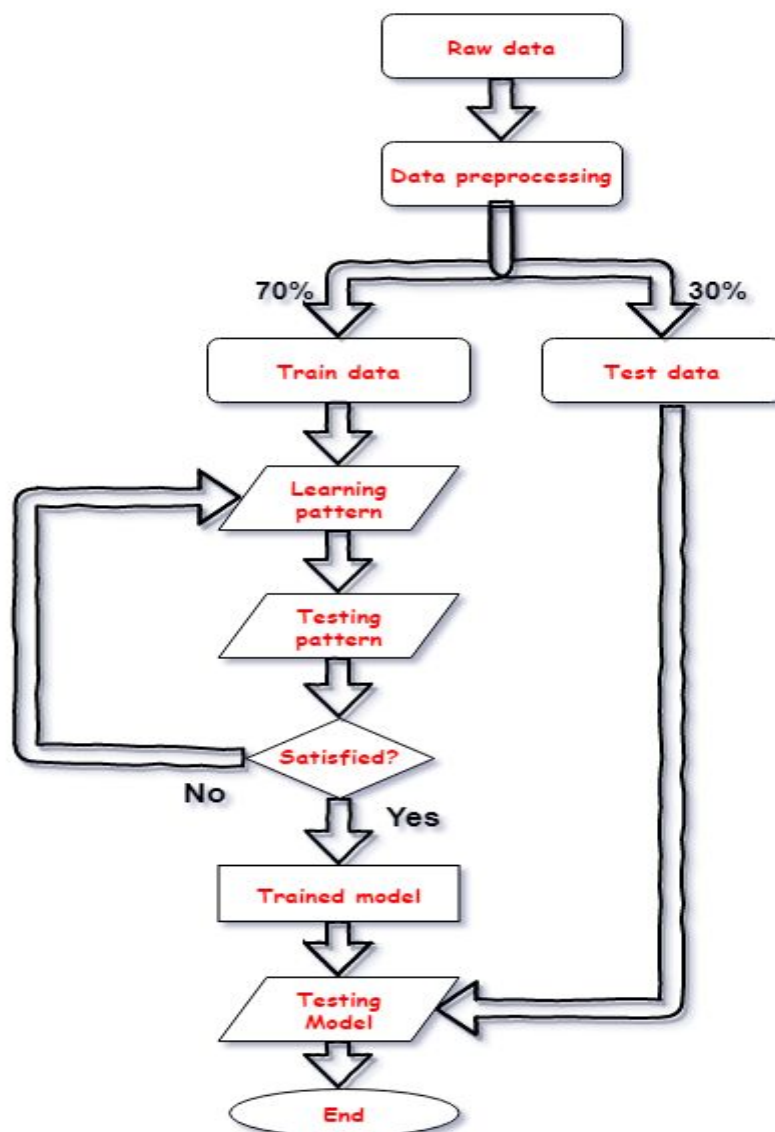 Raw data
Data preprocessing
70%
30%
Train data
Test data
Learning
pattern
Testing
pattern
Satisfied?
No
Yes
Trained model
Testing
Model
End